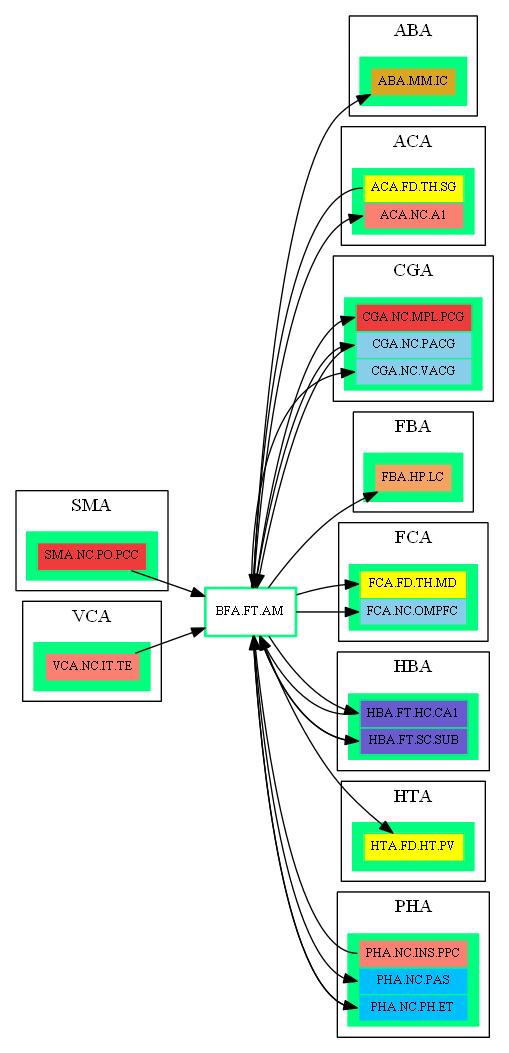 ABA
ABA.MM.IC
ACA
ACA.FD.TH.SG
ACA.NC.A1
CGA
CGA.NC.MPL.PCG
CGA.NC.PACG
CGA.NC.VACG
FBA
FBA.HP.LC
SMA
SMA.NC.PO.PCC
FCA
FCA.FD.TH.MD
FCA.NC.OMPFC
BFA.FT.AM
VCA
VCA.NC.IT.TE
HBA
HBA.FT.HC.CA1
HBA.FT.SC.SUB
HTA
HTA.FD.HT.PV
PHA
PHA.NC.INS.PPC
PHA.NC.PAS
PHA.NC.PH.ET